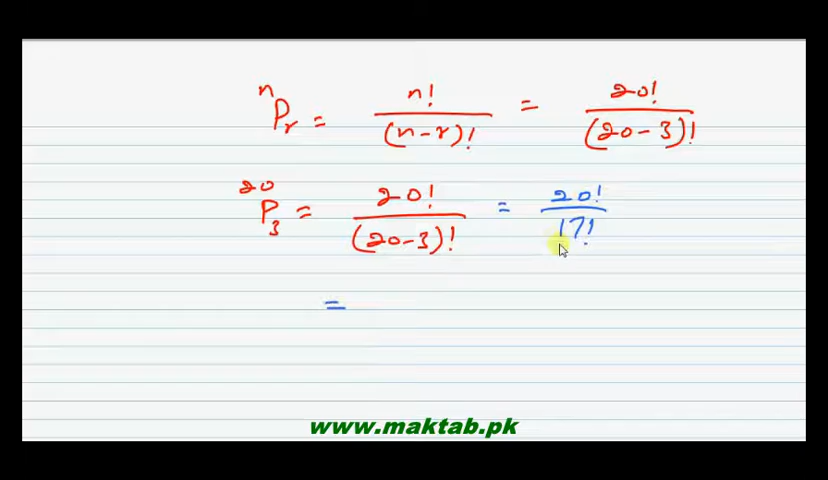 ⁿPᵣ = n! / (n-r)! = 20! / (20-3)!
²⁰P₃ = 20! / (20-3)! = 20! / 17!
=
www.maktab.pk